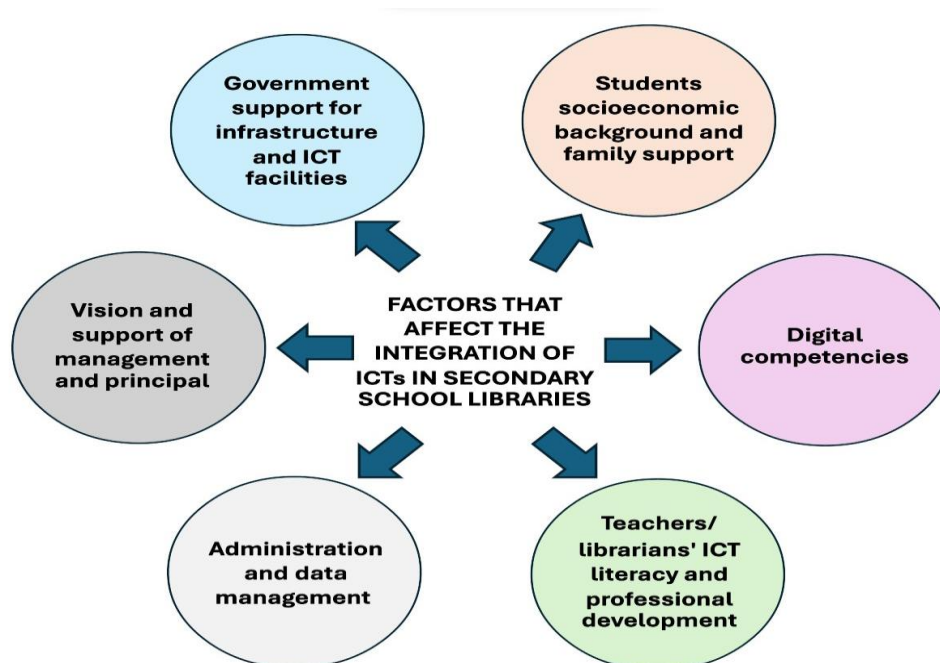 Government
support for
infrastructure
and ICT
facilities
Students
socioeconomic
background and
family support
Vision and
support of
management
and principal
FACTORS THAT
AFFECT THE
INTEGRATION OF
ICTs IN SECONDARY
SCHOOL LIBRARIES
Digital
competencies
Administration
and data
management
Teachers/
librarians' ICT
literacy and
professional
development